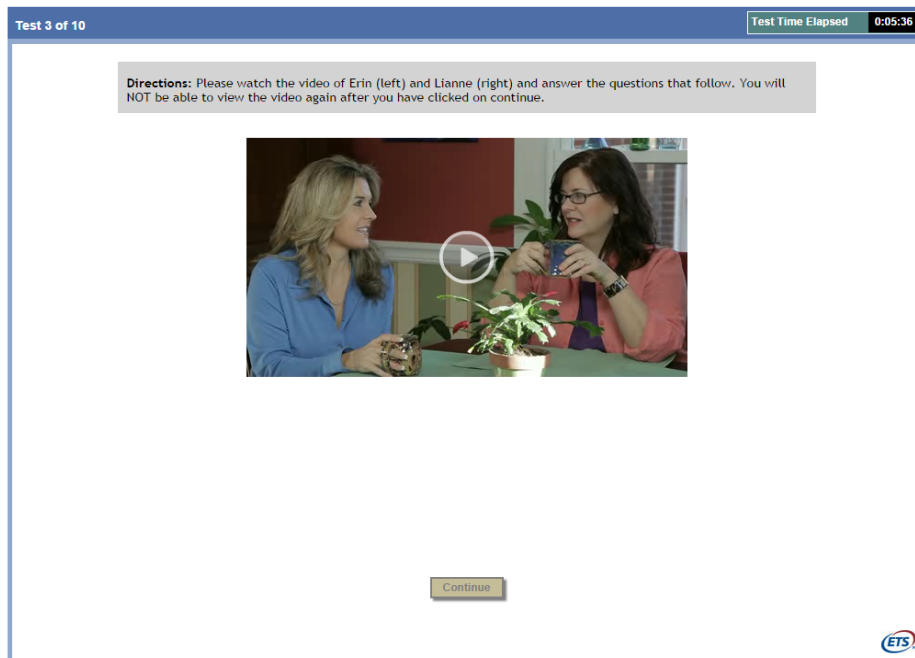 Test 3 of 10
Test Time Elapsed 0:05:36
Directions: Please watch the video of Erin (left) and Lianne (right) and answer the questions that follow. You will
NOT be able to view the video again after you have clicked on continue.
Continue
ETS